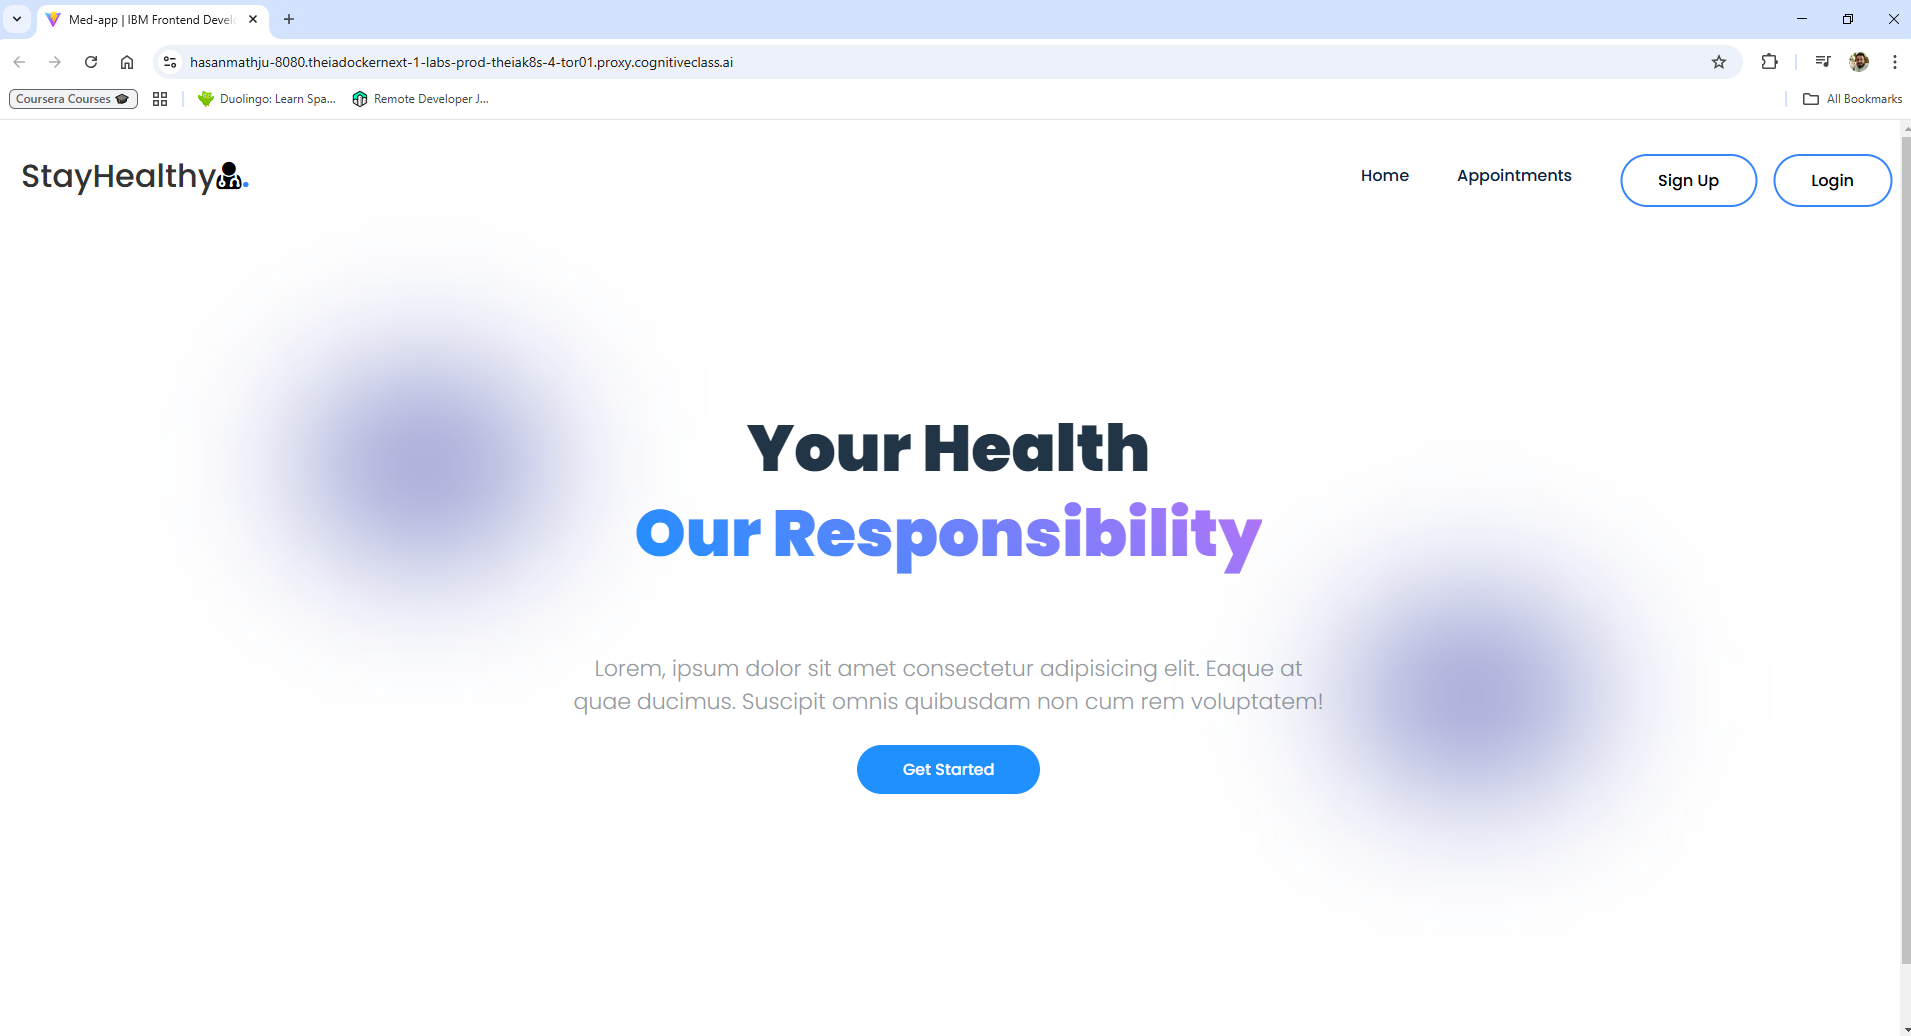 Med-app | IBM Frontend Devel
hasanmathju-8080.theiadockernext-1-labs-prod-theiak8s-4-tor01.proxy.cognitiveclass.ai
Coursera Courses 🎓
Duolingo: Learn Spa...
Remote Developer J...
All Bookmarks
StayHealthy.
Home
Appointments
Sign Up
Login
Your Health
Our Responsibility
Lorem, ipsum dolor sit amet consectetur adipisicing elit. Eaque at
quae ducimus. Suscipit omnis quibusdam non cum rem voluptatem!
Get Started